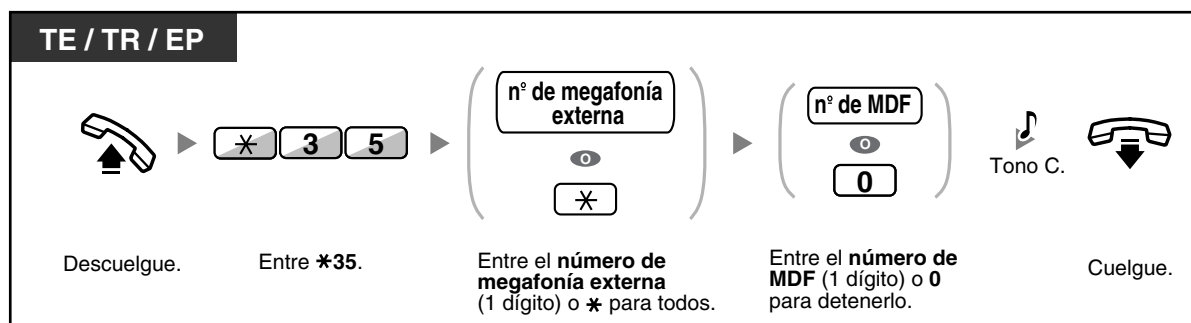 TE / TR / EP
✱ 3 5
nº de megafonía
externa
o
✱
nº de MDF
o
0
Tono C.
Descuelgue.
Entre ✱35.
Entre el número de
megafonía externa
(1 dígito) o ✱ para todos.
Entre el número de
MDF (1 dígito) o 0
para detenerlo.
Cuelgue.